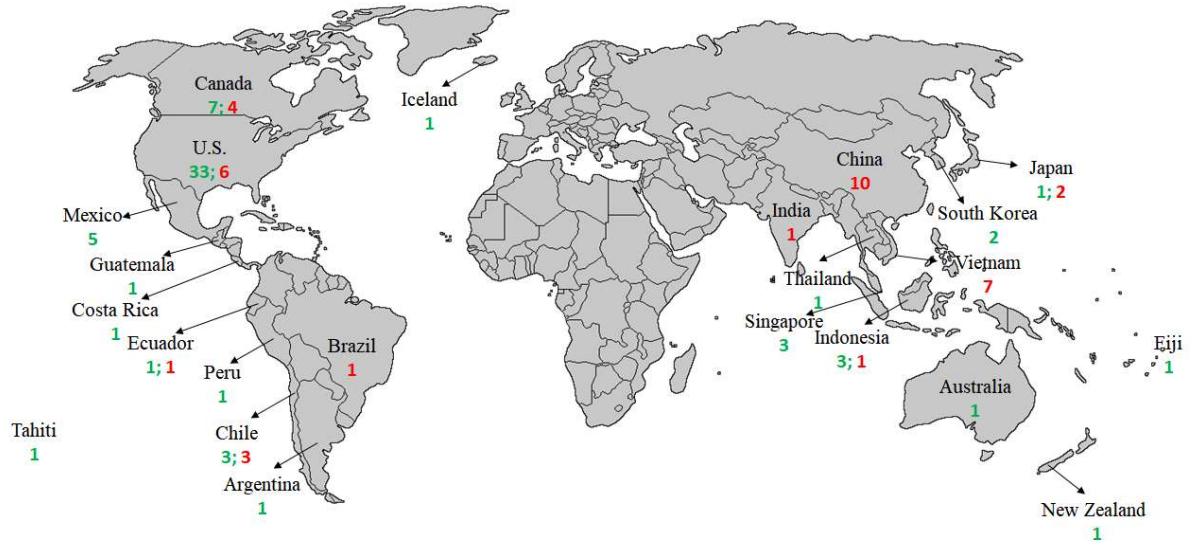 Canada
7; 4
Iceland
1
U.S.
33; 6
China
10
Japan
1; 2
Mexico
5
India
1
South Korea
2
Guatemala
1
Vietnam
7
Thailand
1
Costa Rica
1
Singapore
3
Indonesia
3; 1
Ecuador
1; 1
Brazil
1
Fiji
1
Peru
1
Australia
1
Tahiti
1
Chile
3; 3
Argentina
1
New Zealand
1